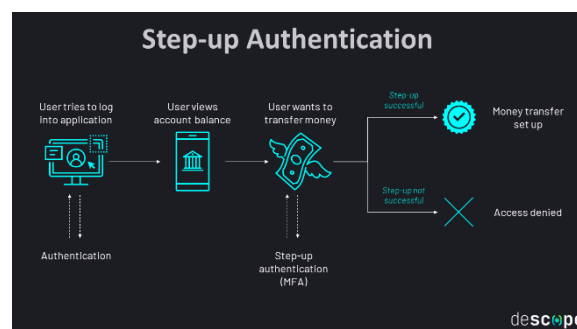 Step-up Authentication
User tries to log
into application
User views
account balance
User wants to
transfer money
Step-up
successful
Money transfer
set up
Step-up not
successful
Access denied
Authentication
Step-up
authentication
(MFA)
descope